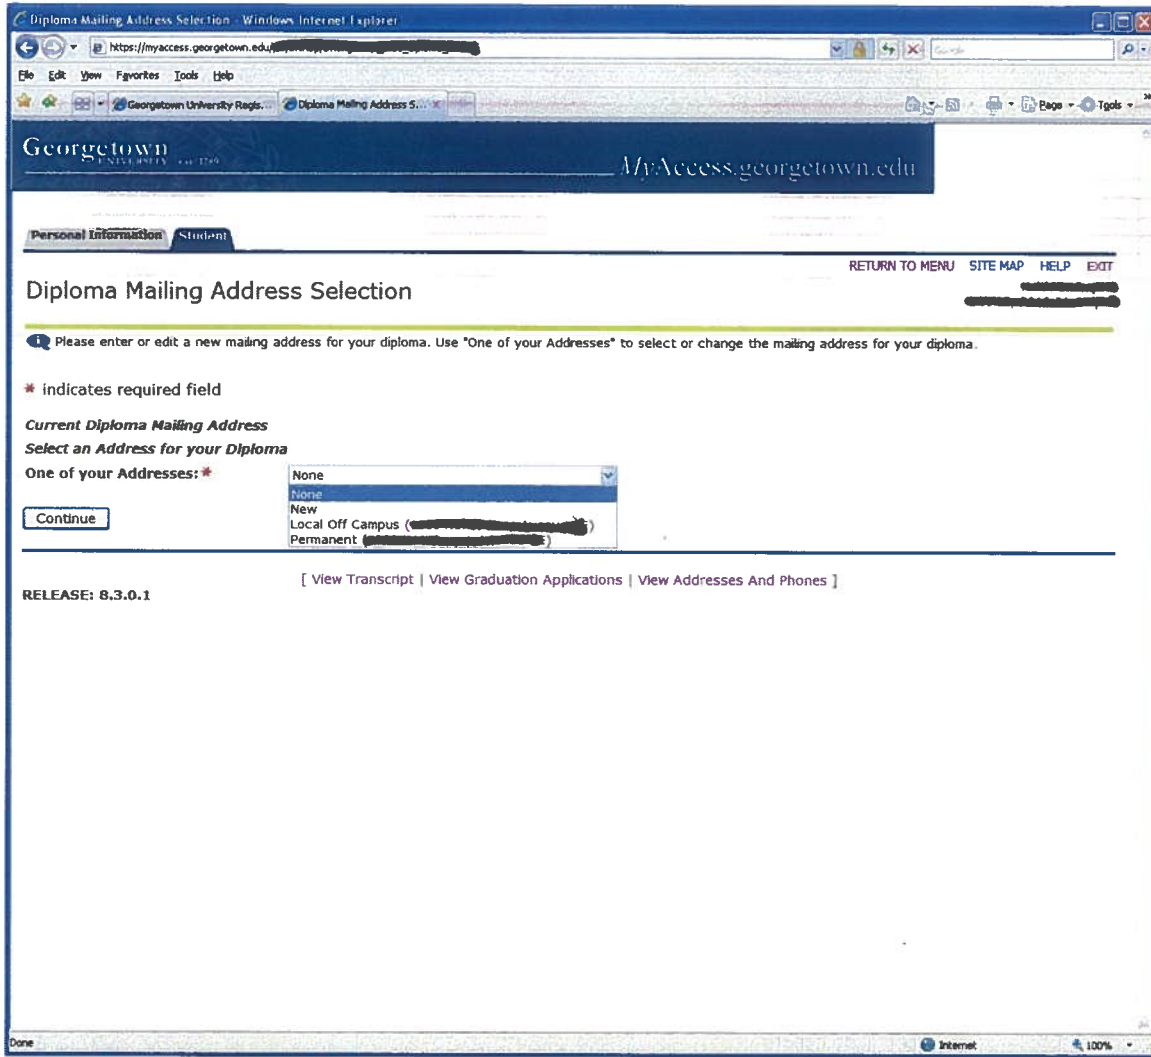 Diploma Mailing Address Selection - Windows Internet Explorer
https://myaccess.georgetown.edu/
File Edit View Favorites Tools Help
Georgetown University Regis... Diploma Mailing Address S... Page Tools
Georgetown
UNIVERSITY
MyAccess.georgetown.edu
Personal Information Student
RETURN TO MENU SITE MAP HELP EXIT
Diploma Mailing Address Selection
Please enter or edit a new mailing address for your diploma. Use "One of your Addresses" to select or change the mailing address for your diploma.
* indicates required field
Current Diploma Mailing Address
Select an Address for your Diploma
One of your Addresses:* None
None
New
Continue Local Off Campus ( )
Permanent ( )
[ View Transcript | View Graduation Applications | View Addresses And Phones ]
RELEASE: 8.3.0.1
Done Internet 100%